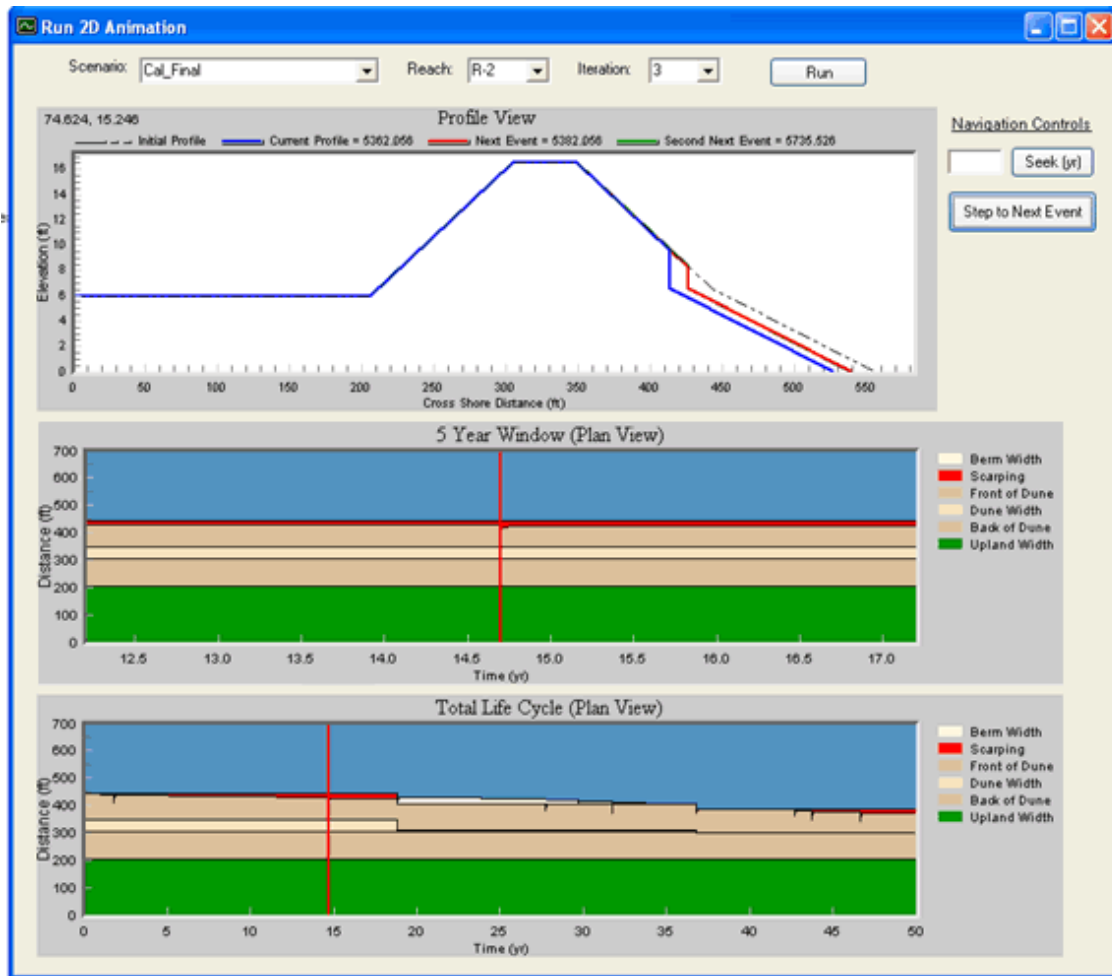 Run 2D Animation
Scenario: Cal_Final Reach: R-2 Iteration: 3 Run
74.624, 15.246 Profile View
Initial Profile Current Profile = 5362.056 Next Event = 5382.056 Second Next Event = 5735.526
Navigation Controls
Seek (yr)
Step to Next Event
Elevation (ft)
16
14
12
10
8
6
4
2
0
0 50 100 150 200 250 300 350 400 450 500 550
Cross Shore Distance (ft)
5 Year Window (Plan View)
Distance (ft)
700
600
500
400
300
200
100
0
12.5 13.0 13.5 14.0 14.5 15.0 15.5 16.0 16.5 17.0
Time (yr)
Berm Width
Scarping
Front of Dune
Dune Width
Back of Dune
Upland Width
Total Life Cycle (Plan View)
Distance (ft)
700
600
500
400
300
200
100
0
0 5 10 15 20 25 30 35 40 45 50
Time (yr)
Berm Width
Scarping
Front of Dune
Dune Width
Back of Dune
Upland Width